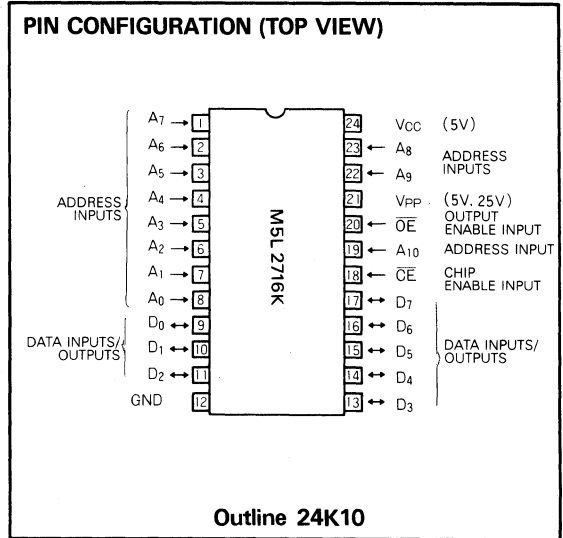 PIN CONFIGURATION (TOP VIEW)
A7 → 1
A6 → 2
A5 → 3
A4 → 4
A3 → 5
A2 → 6
A1 → 7
A0 → 8
D0 ↔ 9
D1 ↔ 10
D2 ↔ 11
GND 12
ADDRESS
INPUTS
DATA INPUTS/
OUTPUTS
M5L 2716K
24 VCC (5V)
23 ← A8
22 ← A9
ADDRESS
INPUTS
21 VPP (5V, 25V)
20 ← OE
OUTPUT
ENABLE INPUT
19 ← A10 ADDRESS INPUT
18 ← CE
CHIP
ENABLE INPUT
17 ↔ D7
16 ↔ D6
15 ↔ D5
14 ↔ D4
13 ↔ D3
DATA INPUTS/
OUTPUTS
Outline 24K10